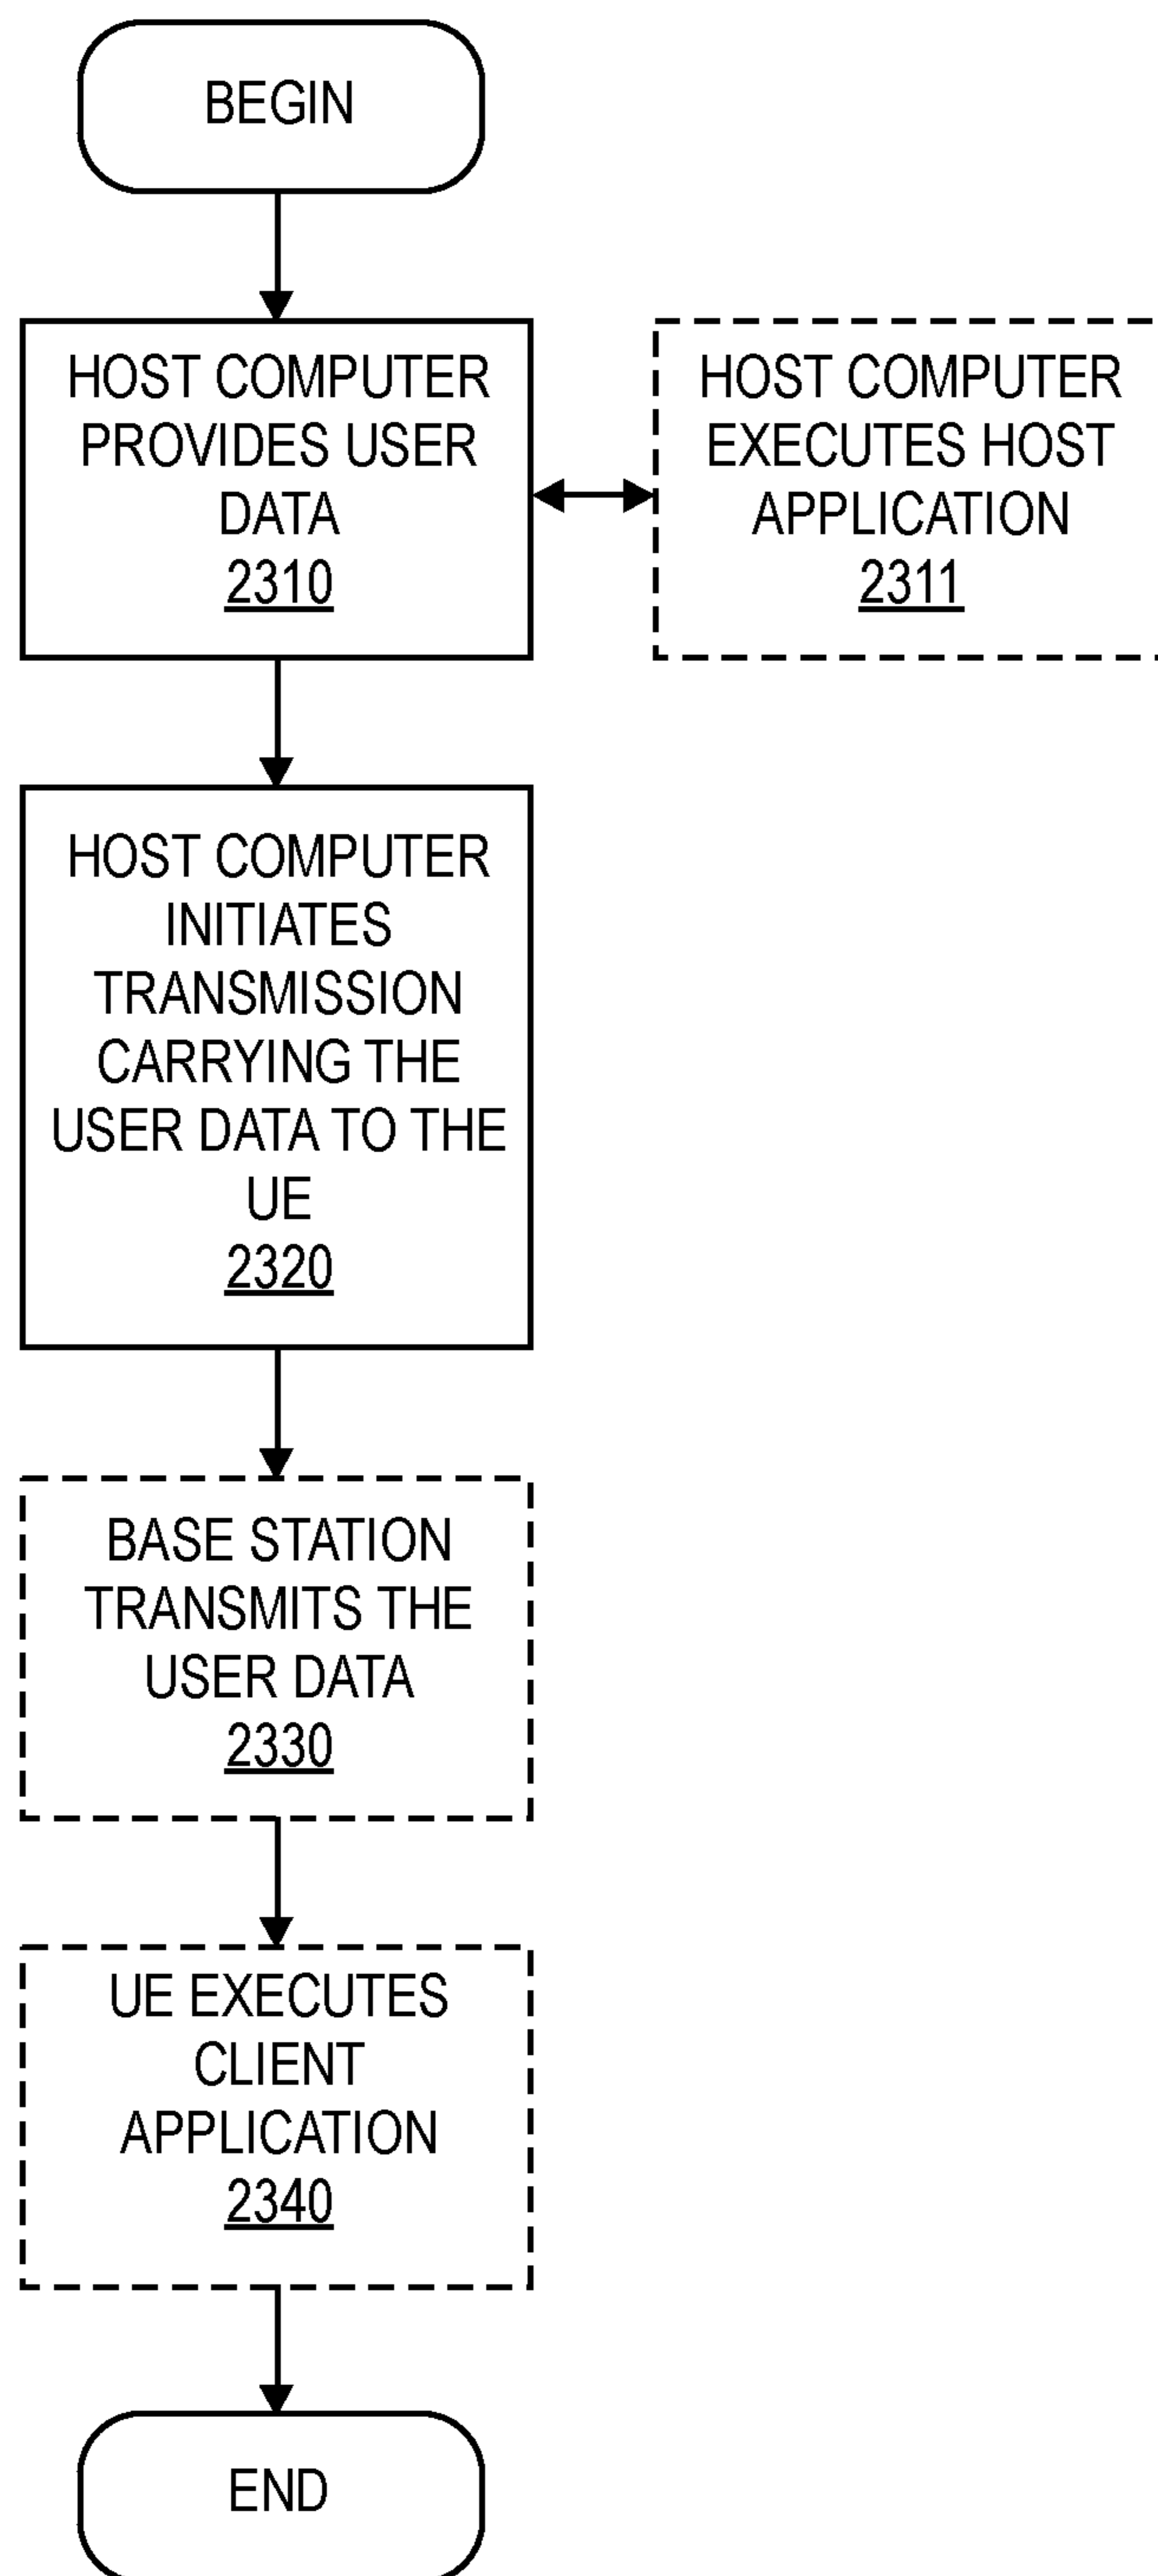 BEGIN
HOST COMPUTER
PROVIDES USER
DATA
2310
HOST COMPUTER
EXECUTES HOST
APPLICATION
2311
HOST COMPUTER
INITIATES
TRANSMISSION
CARRYING THE
USER DATA TO THE
UE
2320
BASE STATION
TRANSMITS THE
USER DATA
2330
UE EXECUTES
CLIENT
APPLICATION
2340
END